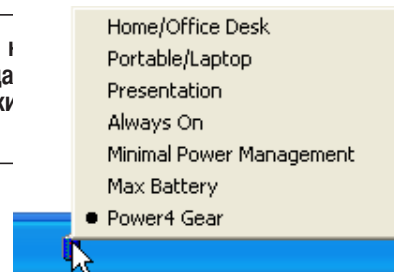 Home/Office Desk
Portable/Laptop
Presentation
Always On
Minimal Power Management
Max Battery
Power4 Gear